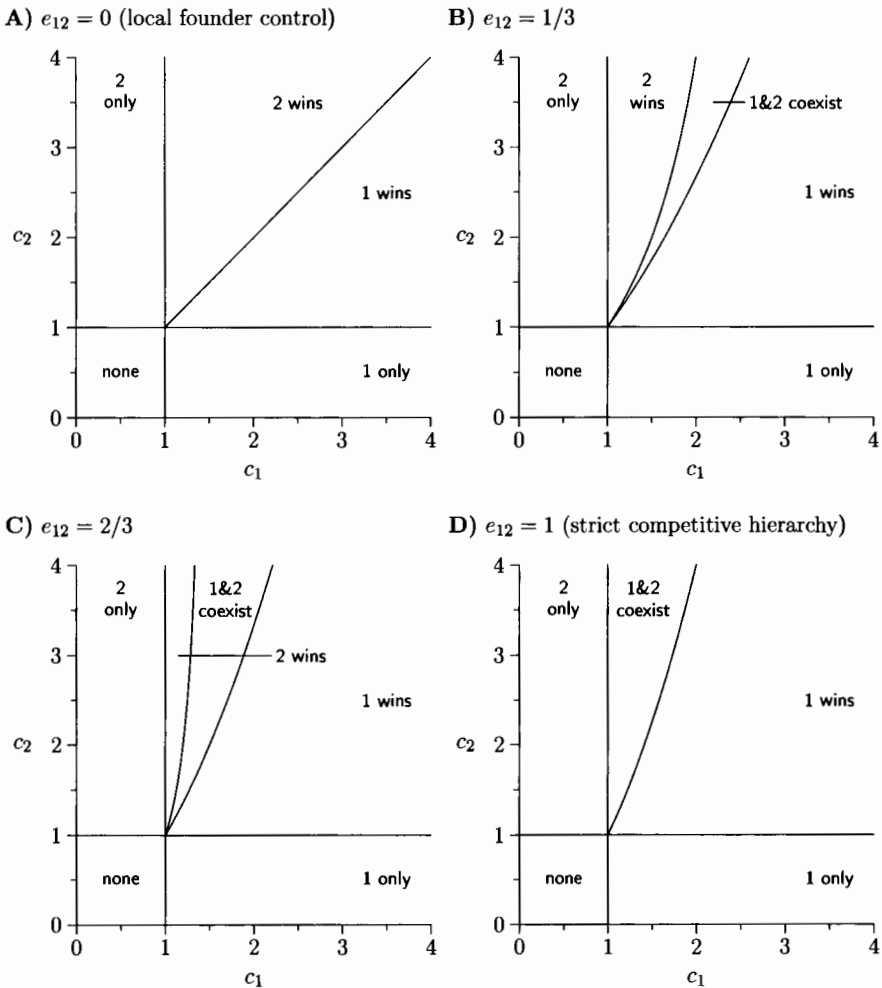 A) e₁₂ = 0 (local founder control)
4
3
c₂ 2
1
0
2
only
2 wins
1 wins
none
1 only
0 1 2 3 4
c₁
B) e₁₂ = 1/3
4
3
c₂ 2
1
0
2
only
2
wins
1&2 coexist
1 wins
none
1 only
0 1 2 3 4
c₁
C) e₁₂ = 2/3
4
3
c₂ 2
1
0
2
only
1&2
coexist
2 wins
1 wins
none
1 only
0 1 2 3 4
c₁
D) e₁₂ = 1 (strict competitive hierarchy)
4
3
c₂ 2
1
0
2
only
1&2
coexist
1 wins
none
1 only
0 1 2 3 4
c₁